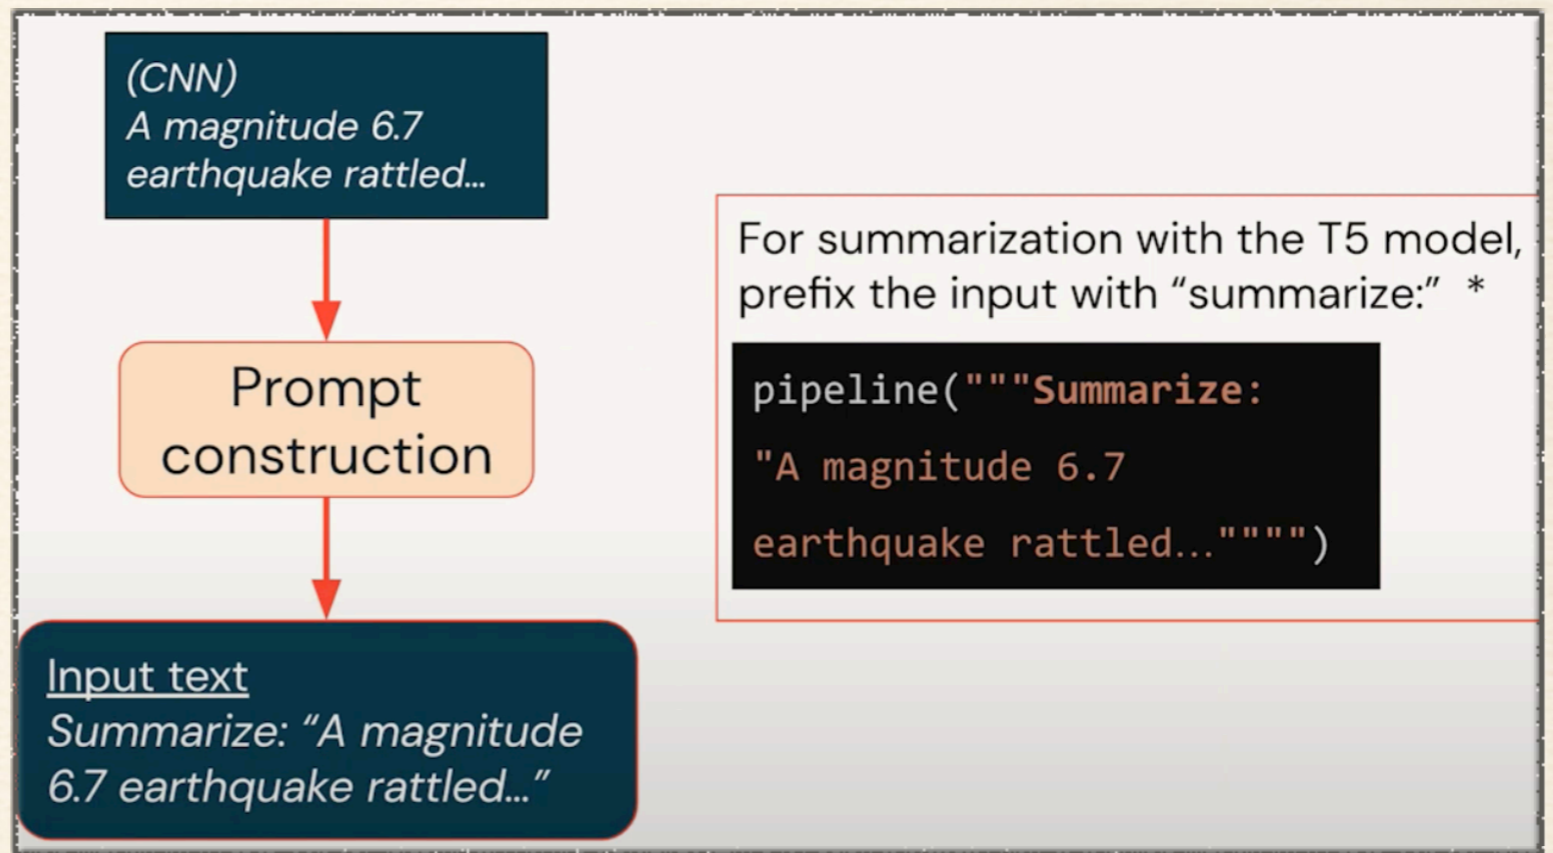 (CNN)
A magnitude 6.7
earthquake rattled...
Prompt
construction
Input text
Summarize: “A magnitude
6.7 earthquake rattled...”
For summarization with the T5 model,
prefix the input with “summarize:” *
pipeline("""Summarize:
"A magnitude 6.7
earthquake rattled..."""")